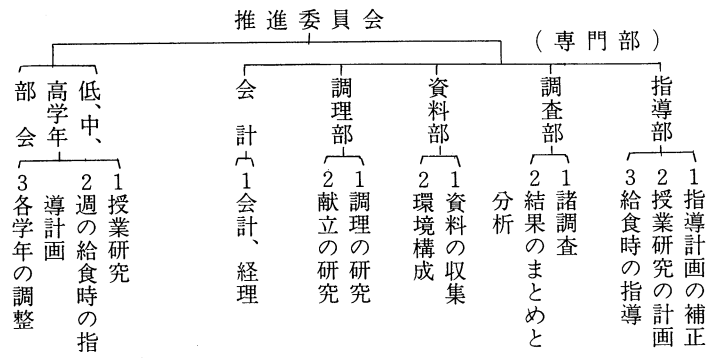 推進委員会
(専門部)
指導部
1指導計画の補正
2授業研究の計画
3給食時の指導
調査部
1諸調査
2結果のまとめと
分析
資料部
1資料の収集
2環境構成
調理部
1調理の研究
2献立の研究
会計
1会計、経理
低、中、
高学年
部会
1授業研究
2週の給食時の指
導計画
3各学年の調整